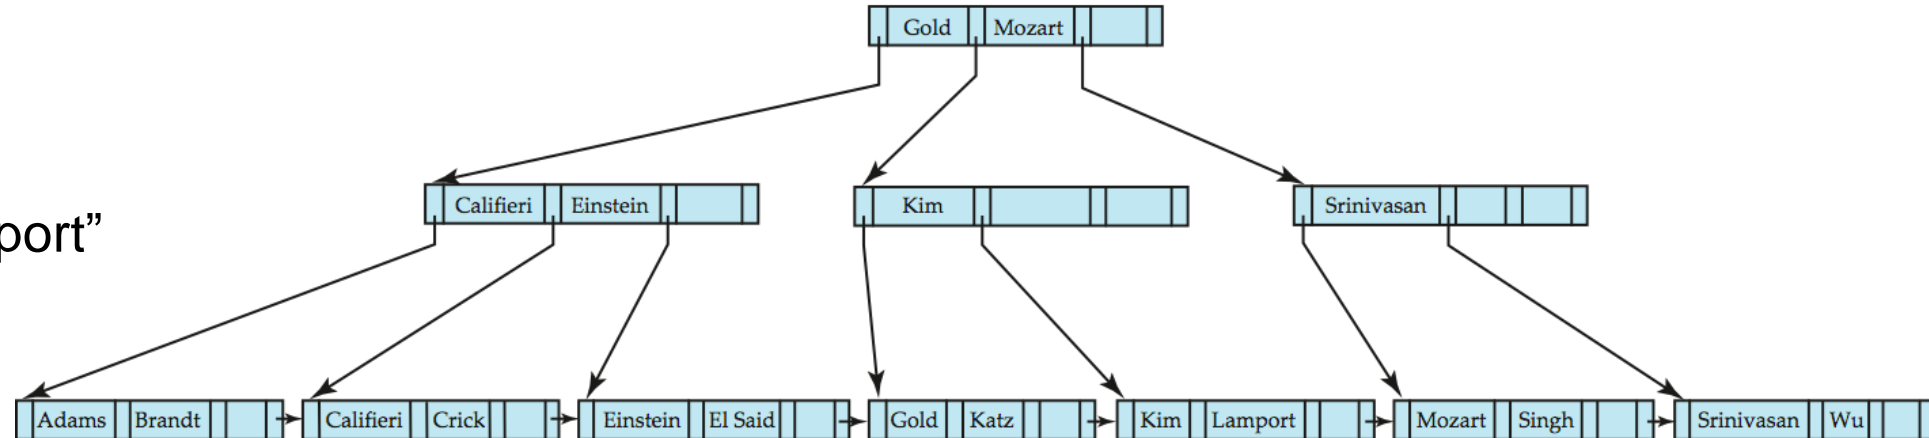 Gold Mozart
Califieri Einstein Kim Srinivasan
port”
Adams Brandt Califieri Crick Einstein El Said Gold Katz Kim Lamport Mozart Singh Srinivasan Wu